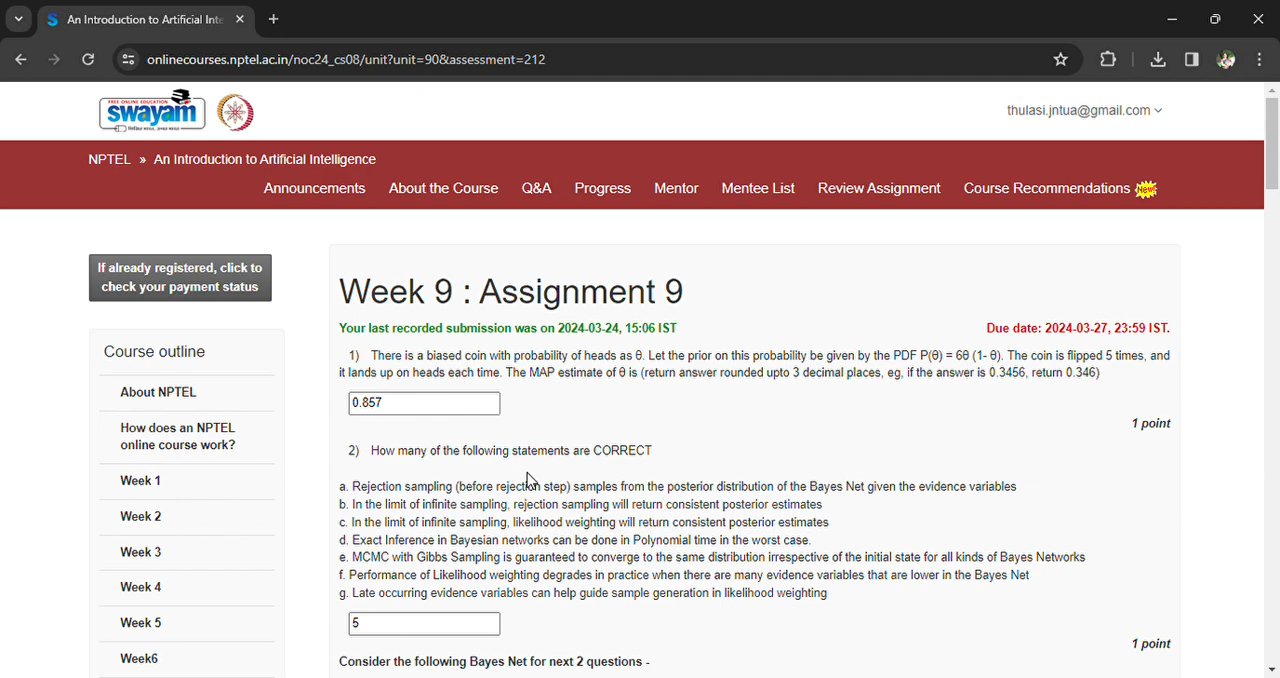 An Introduction to Artificial Inte
onlinecourses.nptel.ac.in/noc24_cs08/unit?unit=90&assessment=212
FREE ONLINE EDUCATION
swayam
thulasi.jntua@gmail.com
NPTEL » An Introduction to Artificial Intelligence
Announcements About the Course Q&A Progress Mentor Mentee List Review Assignment Course Recommendations New!
If already registered, click to
check your payment status
Course outline
About NPTEL
How does an NPTEL
online course work?
Week 1
Week 2
Week 3
Week 4
Week 5
Week6
Week 9 : Assignment 9
Your last recorded submission was on 2024-03-24, 15:06 IST Due date: 2024-03-27, 23:59 IST.
1) There is a biased coin with probability of heads as θ. Let the prior on this probability be given by the PDF P(θ) = 6θ (1- θ). The coin is flipped 5 times, and
it lands up on heads each time. The MAP estimate of θ is (return answer rounded upto 3 decimal places, eg, if the answer is 0.3456, return 0.346)
0.857
1 point
2) How many of the following statements are CORRECT
a. Rejection sampling (before rejection step) samples from the posterior distribution of the Bayes Net given the evidence variables
b. In the limit of infinite sampling, rejection sampling will return consistent posterior estimates
c. In the limit of infinite sampling, likelihood weighting will return consistent posterior estimates
d. Exact Inference in Bayesian networks can be done in Polynomial time in the worst case.
e. MCMC with Gibbs Sampling is guaranteed to converge to the same distribution irrespective of the initial state for all kinds of Bayes Networks
f. Performance of Likelihood weighting degrades in practice when there are many evidence variables that are lower in the Bayes Net
g. Late occurring evidence variables can help guide sample generation in likelihood weighting
5
1 point
Consider the following Bayes Net for next 2 questions -